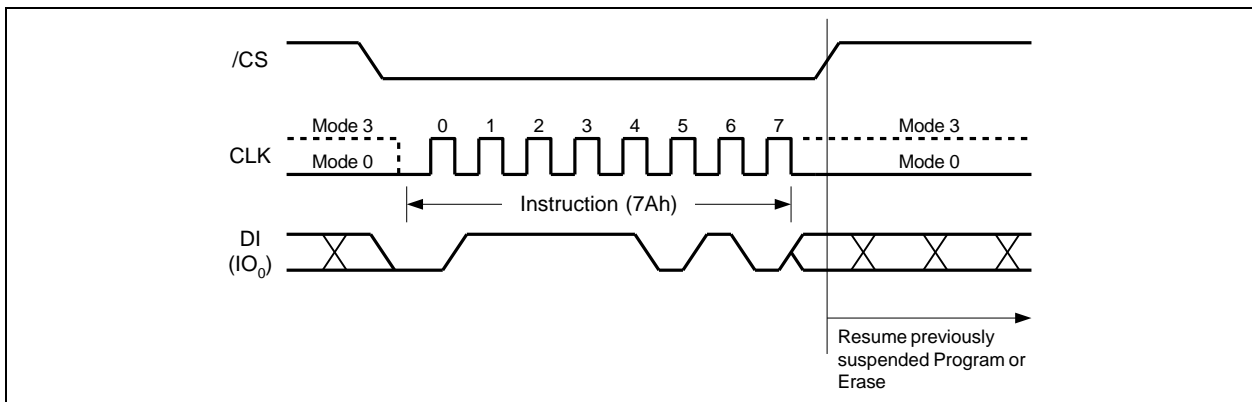 /CS
Mode 3
0 1 2 3 4 5 6 7
Mode 3
CLK
Mode 0
Mode 0
Instruction (7Ah)
DI
(IO0)
Resume previously
suspended Program or
Erase